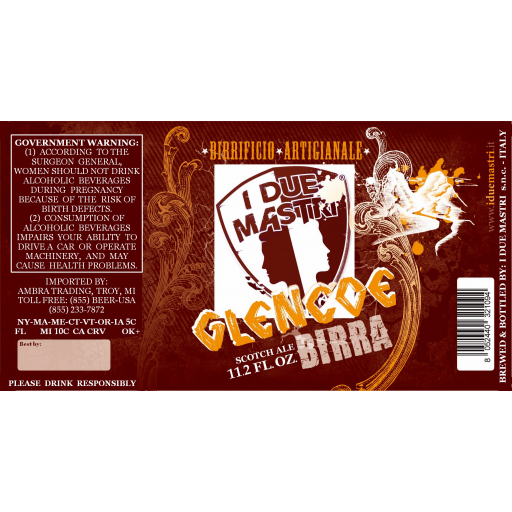 GOVERNMENT WARNING:
(1) ACCORDING TO THE
SURGEON GENERAL,
WOMEN SHOULD NOT DRINK
ALCOHOLIC BEVERAGES
DURING PREGNANCY
BECAUSE OF THE RISK OF
BIRTH DEFECTS.
(2) CONSUMPTION OF
ALCOHOLIC BEVERAGES
IMPAIRS YOUR ABILITY TO
DRIVE A CAR OR OPERATE
MACHINERY, AND MAY
CAUSE HEALTH PROBLEMS.
IMPORTED BY:
AMBRA TRADING, TROY, MI
TOLL FREE: (855) BEER-USA
(855) 233-7872
NY-MA-ME-CT-VT-OR-IA 5C
FL MI 10C CA CRV OK+
Best by:
PLEASE DRINK RESPONSIBLY
BIRRIFICIO ARTIGIANALE
I DUE
MASTRI
®
GLENCOE
SCOTCH ALE
11.2 FL. OZ.
BIRRA
www.iduemastri.it
8 052440 321094
BREWED & BOTTLED BY: I DUE MASTRI s.n.c. - ITALY